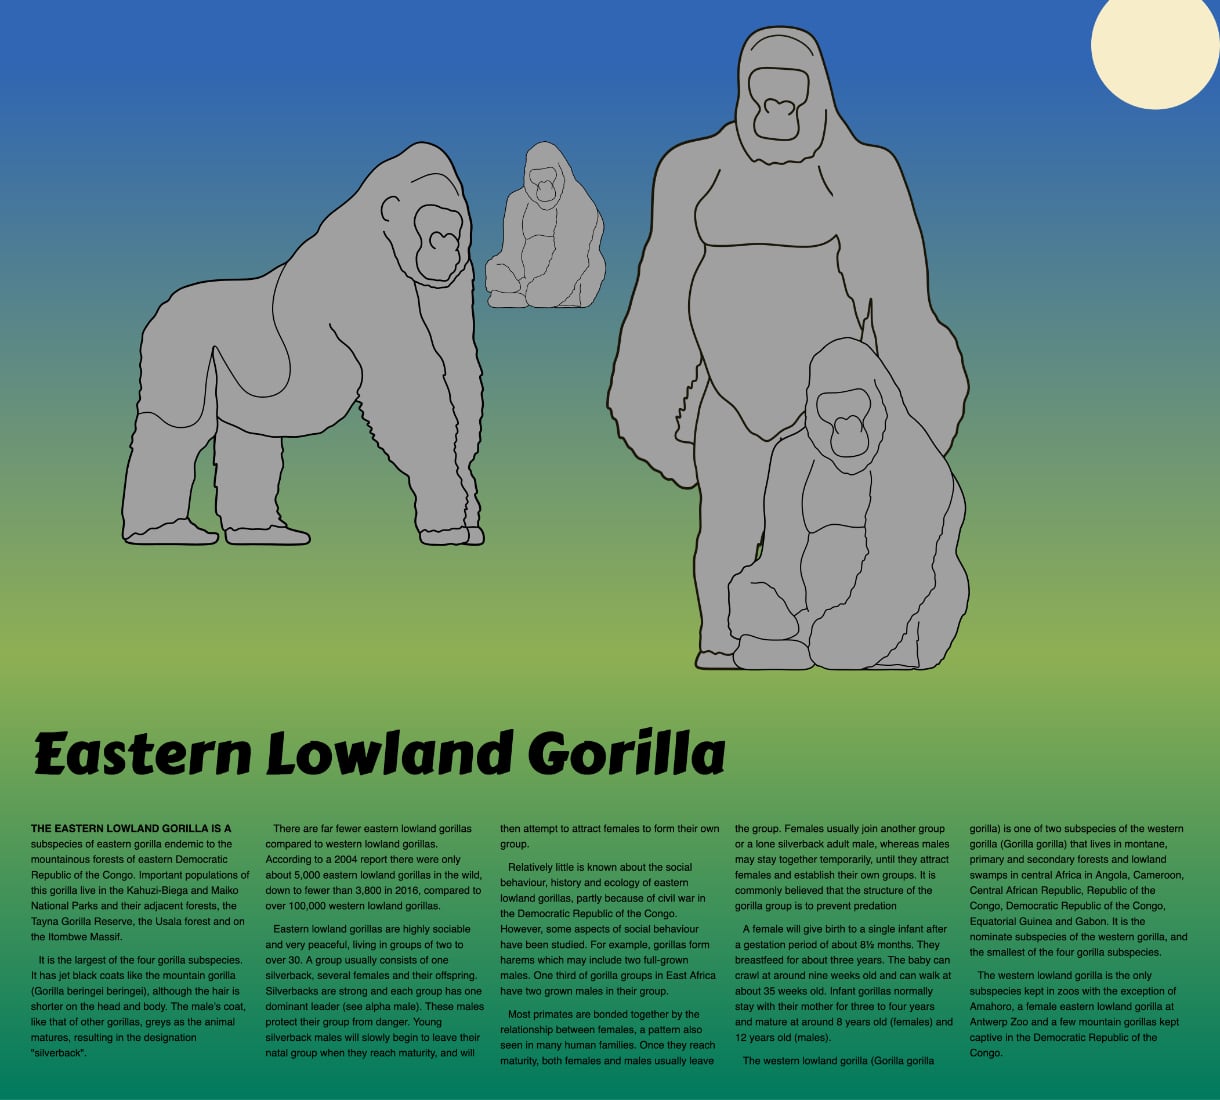 Eastern Lowland Gorilla
THE EASTERN LOWLAND GORILLA IS A
subspecies of eastern gorilla endemic to the
mountainous forests of eastern Democratic
Republic of the Congo. Important populations of
this gorilla live in the Kahuzi-Biega and Maiko
National Parks and their adjacent forests, the
Tayna Gorilla Reserve, the Usala forest and on
the Itombwe Massif.
It is the largest of the four gorilla subspecies.
It has jet black coats like the mountain gorilla
(Gorilla beringei beringei), although the hair is
shorter on the head and body. The male's coat,
like that of other gorillas, greys as the animal
matures, resulting in the designation
"silverback".
There are far fewer eastern lowland gorillas
compared to western lowland gorillas.
According to a 2004 report there were only
about 5,000 eastern lowland gorillas in the wild,
down to fewer than 3,800 in 2016, compared to
over 100,000 western lowland gorillas.
Eastern lowland gorillas are highly sociable
and very peaceful, living in groups of two to
over 30. A group usually consists of one
silverback, several females and their offspring.
Silverbacks are strong and each group has one
dominant leader (see alpha male). These males
protect their group from danger. Young
silverback males will slowly begin to leave their
natal group when they reach maturity, and will
then attempt to attract females to form their own
group.
Relatively little is known about the social
behaviour, history and ecology of eastern
lowland gorillas, partly because of civil war in
the Democratic Republic of the Congo.
However, some aspects of social behaviour
have been studied. For example, gorillas form
harems which may include two full-grown
males. One third of gorilla groups in East Africa
have two grown males in their group.
Most primates are bonded together by the
relationship between females, a pattern also
seen in many human families. Once they reach
maturity, both females and males usually leave
the group. Females usually join another group
or a lone silverback adult male, whereas males
may stay together temporarily, until they attract
females and establish their own groups. It is
commonly believed that the structure of the
gorilla group is to prevent predation
A female will give birth to a single infant after
a gestation period of about 8½ months. They
breastfeed for about three years. The baby can
crawl at around nine weeks old and can walk at
about 35 weeks old. Infant gorillas normally
stay with their mother for three to four years
and mature at around 8 years old (females) and
12 years old (males).
The western lowland gorilla (Gorilla gorilla
gorilla) is one of two subspecies of the western
gorilla (Gorilla gorilla) that lives in montane,
primary and secondary forests and lowland
swamps in central Africa in Angola, Cameroon,
Central African Republic, Republic of the
Congo, Democratic Republic of the Congo,
Equatorial Guinea and Gabon. It is the
nominate subspecies of the western gorilla, and
the smallest of the four gorilla subspecies.
The western lowland gorilla is the only
subspecies kept in zoos with the exception of
Amahoro, a female eastern lowland gorilla at
Antwerp Zoo and a few mountain gorillas kept
captive in the Democratic Republic of the
Congo.